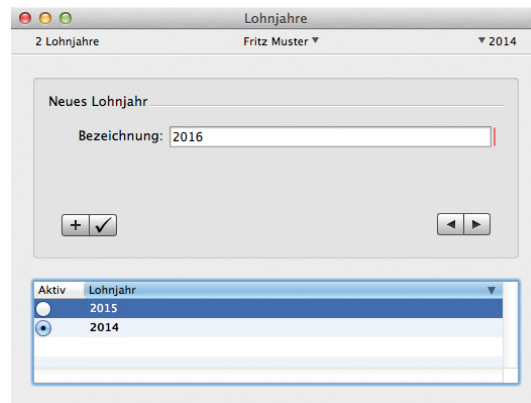 Lohnjahre
2 Lohnjahre Fritz Muster ▼ ▼ 2014
Neues Lohnjahr
Bezeichnung: 2016
Aktiv Lohnjahr
2015
2014